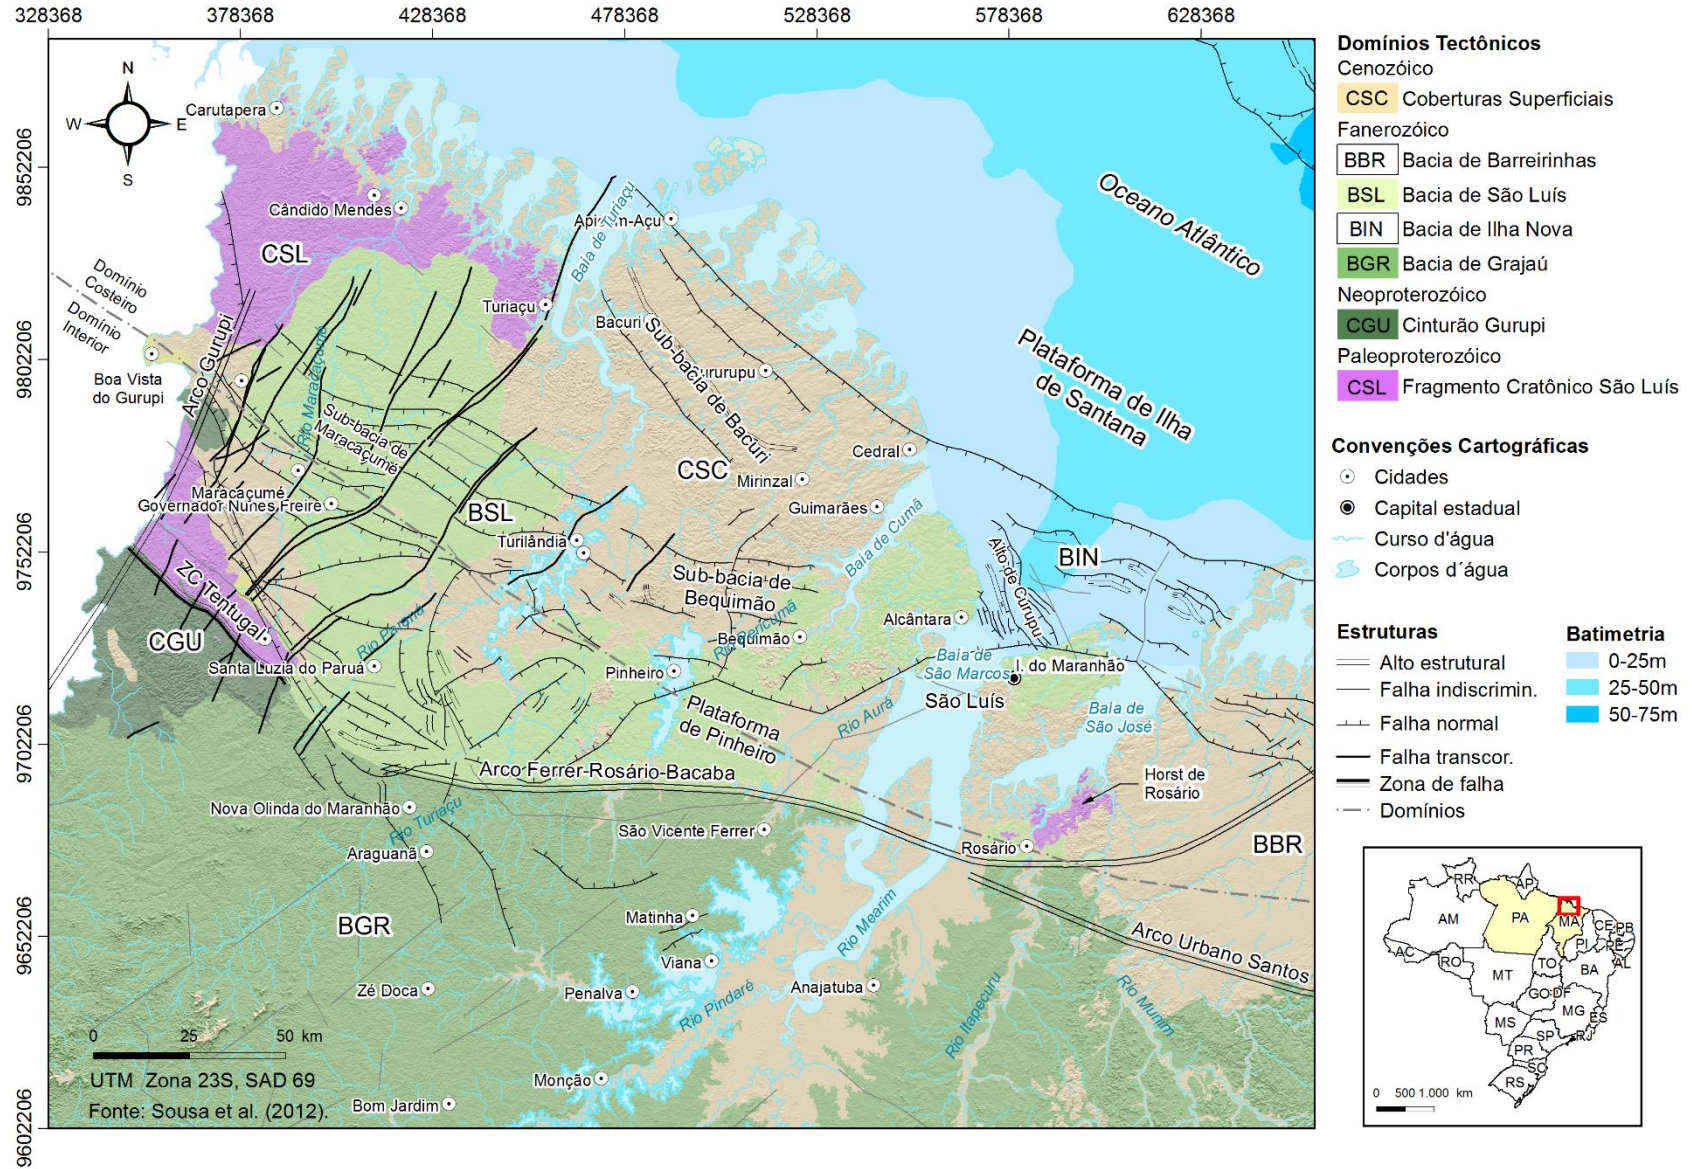 328368
378368
428368
478368
528368
578368
628368
9852206
9802206
9752206
9702206
9652206
9602206
N
W
E
S
Carutapera
Cândido Mendes
CSL
Domínio
Costeiro
Domínio
Interior
Boa Vista
do Gurupi
Arco Gurupi
Turiaçu
Baía de Turiaçu
Bacuri
Sub-bacia de Bacuri
Oceano Atlântico
Plataforma de Ilha
de Santana
Rio Maracaçumé
Sub-bacia de
Maracaçumé
Maracaçumé
Governador Nunes Freire
BSL
CSC
Cedral
Mirinzal
Guimarães
Baía de Cumã
Turilândia
ZC Tentugal
CGU
Santa Luzia do Paruá
Rio Paruá
Sub-bacia de
Bequimão
Rio Pericumã
Bequimão
Pinheiro
Plataforma
de Pinheiro
Alcântara
Alto de Curupu
BIN
Baía de
São Marcos
I. do Maranhão
São Luís
Baía de
São José
Rio Aurá
Arco Ferrer-Rosário-Bacaba
Horst de
Rosário
Nova Olinda do Maranhão
Rio Turiaçu
Araguanã
São Vicente Ferrer
Rosário
BBR
BGR
Matinha
Viana
Rio Mearim
Arco Urbano Santos
Zé Doca
Penalva
Rio Pindaré
Anajatuba
Rio Itapecuru
Rio Munim
Monção
Bom Jardim
0 25 50 km
UTM Zona 23S, SAD 69
Fonte: Sousa et al. (2012).
Domínios Tectônicos
Cenozóico
CSC Coberturas Superficiais
Fanerozóico
BBR Bacia de Barreirinhas
BSL Bacia de São Luís
BIN Bacia de Ilha Nova
BGR Bacia de Grajaú
Neoproterozóico
CGU Cinturão Gurupi
Paleoproterozóico
CSL Fragmento Cratônico São Luís
Convenções Cartográficas
Cidades
Capital estadual
Curso d'água
Corpos d´água
Estruturas
Alto estrutural
Falha indiscrimin.
Falha normal
Falha transcor.
Zona de falha
Domínios
Batimetria
0-25m
25-50m
50-75m
RR
AP
AM
PA
MA
CE
PB
PI
PE
AL
AC
RO
TO
BA
MT
GO
DF
MG
ES
MS
SP
RJ
PR
SC
RS
0 500 1.000 km